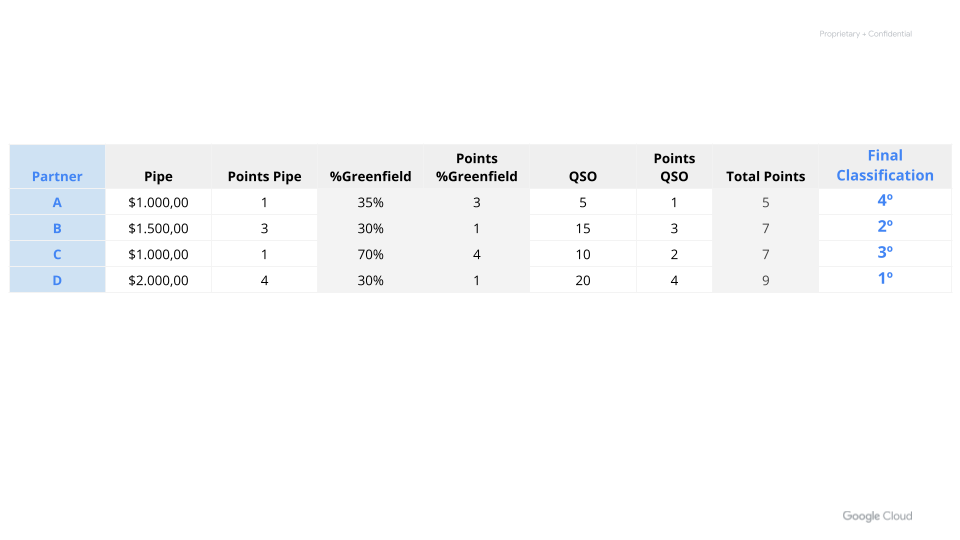 Proprietary + Confidential
Partner Pipe Points Pipe %Greenfield Points %Greenfield QSO Points QSO Total Points Final Classification
A $1.000,00 1 35% 3 5 1 5 4º
B $1.500,00 3 30% 1 15 3 7 2º
C $1.000,00 1 70% 4 10 2 7 3º
D $2.000,00 4 30% 1 20 4 9 1º
Google Cloud